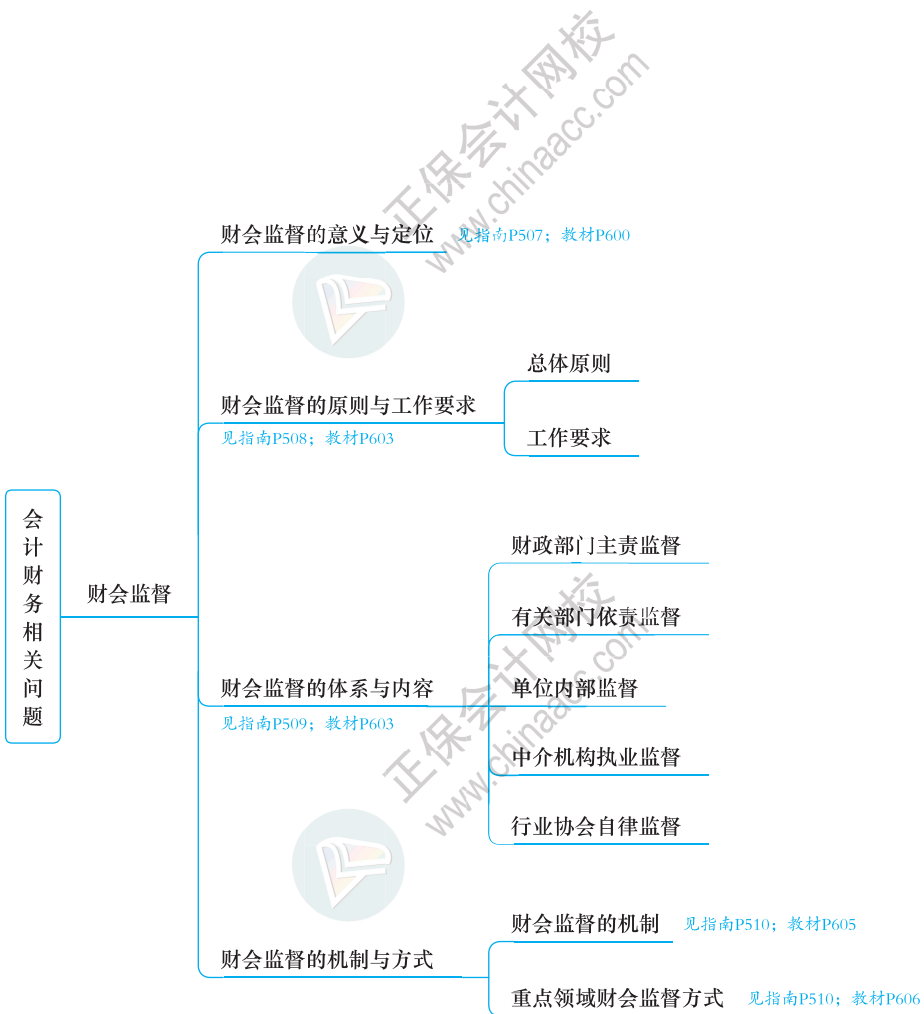 正保会计网校
www.chinaacc.com
财会监督的意义与定位 见指南P507；教材P600
总体原则
财会监督的原则与工作要求
见指南P508；教材P603
工作要求
会计财务相关问题
财会监督
财政部门主责监督
正保会计网校
www.chinaacc.com
有关部门依责监督
财会监督的体系与内容
见指南P509；教材P603
单位内部监督
中介机构执业监督
行业协会自律监督
财会监督的机制与方式
财会监督的机制 见指南P510；教材P605
重点领域财会监督方式 见指南P510；教材P606